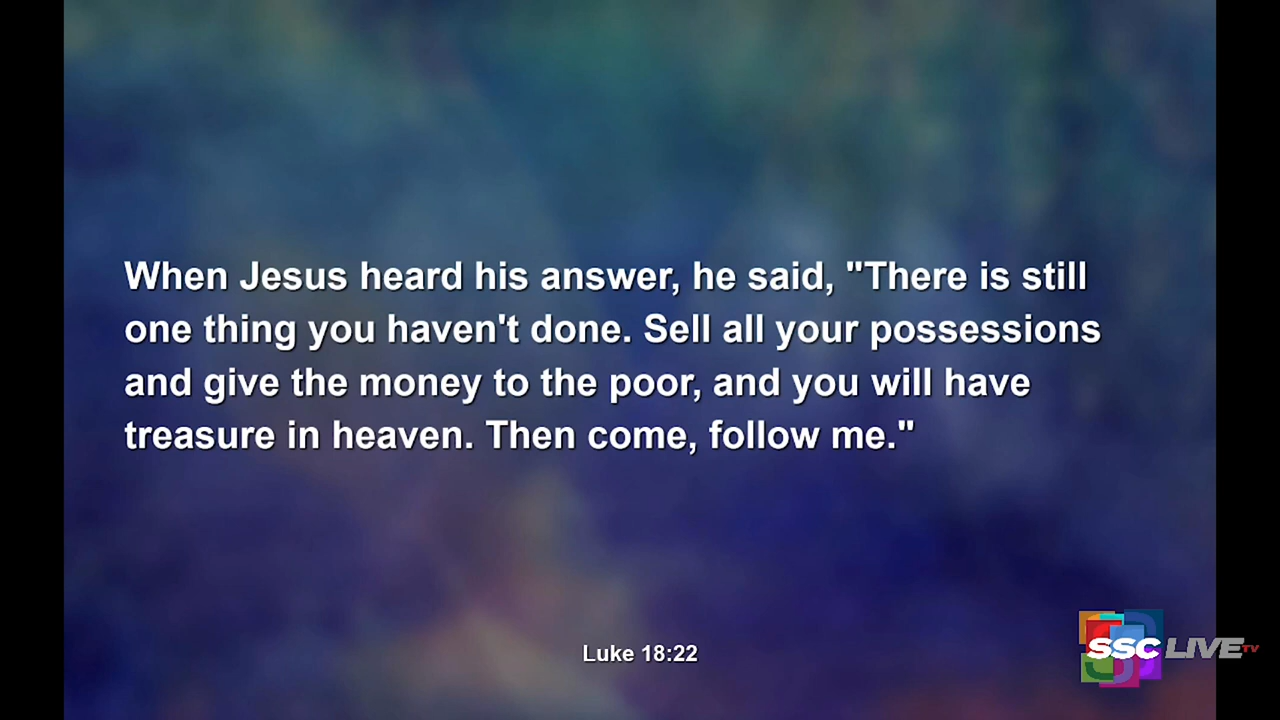 When Jesus heard his answer, he said, "There is still
one thing you haven't done. Sell all your possessions
and give the money to the poor, and you will have
treasure in heaven. Then come, follow me."
Luke 18:22
SSC LIVE TV